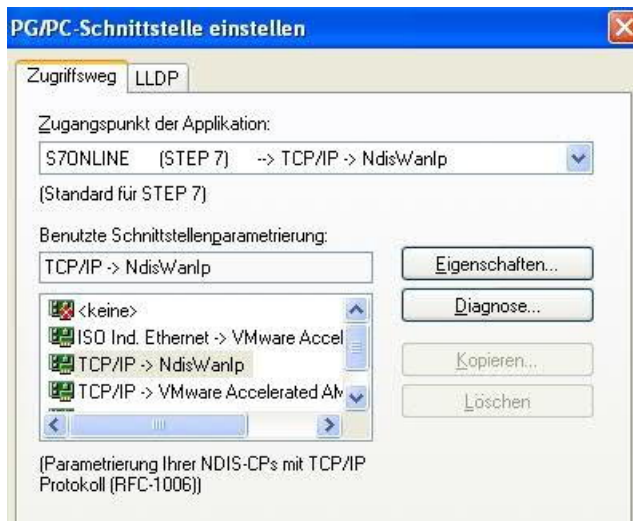 PG/PC-Schnittstelle einstellen
Zugriffsweg LLDP
Zugangspunkt der Applikation:
S7ONLINE (STEP 7) --> TCP/IP -> NdisWanIp
(Standard für STEP 7)
Benutzte Schnittstellenparametrierung:
TCP/IP -> NdisWanIp
Eigenschaften...
<keine>
Diagnose...
ISO Ind. Ethernet -> VMware Accel
TCP/IP -> NdisWanIp
Kopieren...
TCP/IP -> VMware Accelerated AM
Löschen
(Parametrierung Ihrer NDIS-CPs mit TCP/IP
Protokoll (RFC-1006))